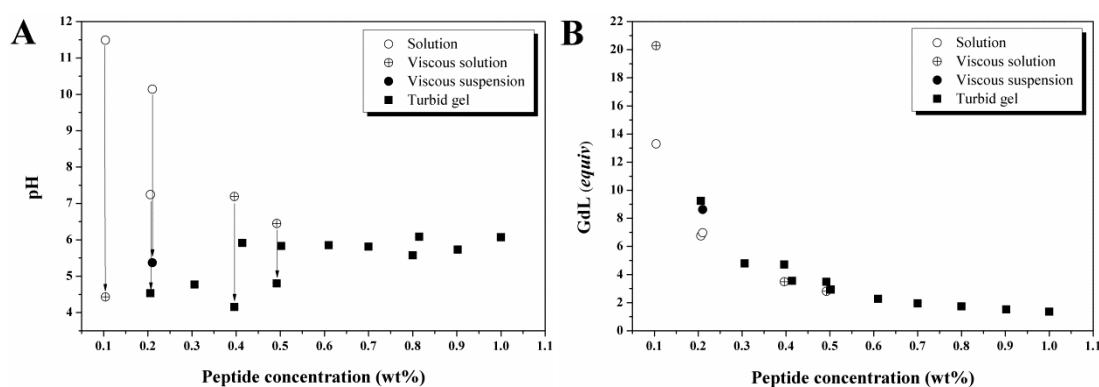 A
12
11
10
9
8
7
6
5
4
pH
Solution
Viscous solution
Viscous suspension
Turbid gel
0.1 0.2 0.3 0.4 0.5 0.6 0.7 0.8 0.9 1.0 1.1
Peptide concentration (wt%)
B
22
20
18
16
14
12
10
8
6
4
2
0
GdL (equiv)
Solution
Viscous solution
Viscous suspension
Turbid gel
0.0 0.1 0.2 0.3 0.4 0.5 0.6 0.7 0.8 0.9 1.0 1.1
Peptide concentration (wt%)